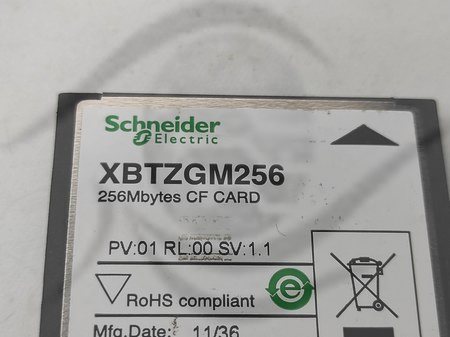 Schneider
Electric
XBTZGM256
256Mbytes CF CARD
PV:01 RL:00 SV:1.1
RoHS compliant
Mfg.Date: 11/36